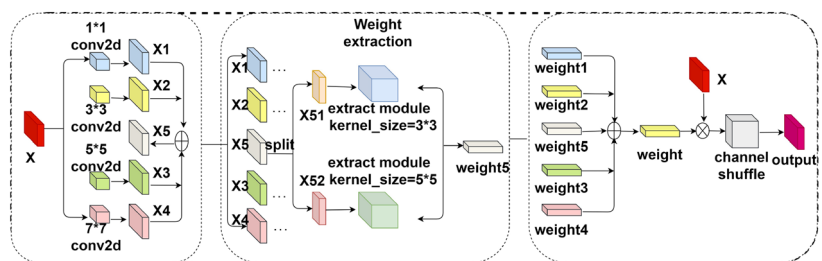 1*1
conv2d
X1
X2
3*3
conv2d
X5
X
5*5
conv2d
X3
X4
7*7
conv2d
Weight
extraction
X1
...
X2
...
X51
extract module
kernel_size=3*3
X5
split
weight5
extract module
kernel_size=5*5
X52
X3
...
X4
...
weight1
weight2
weight5
weight3
weight4
weight
X
channel
shuffle
output